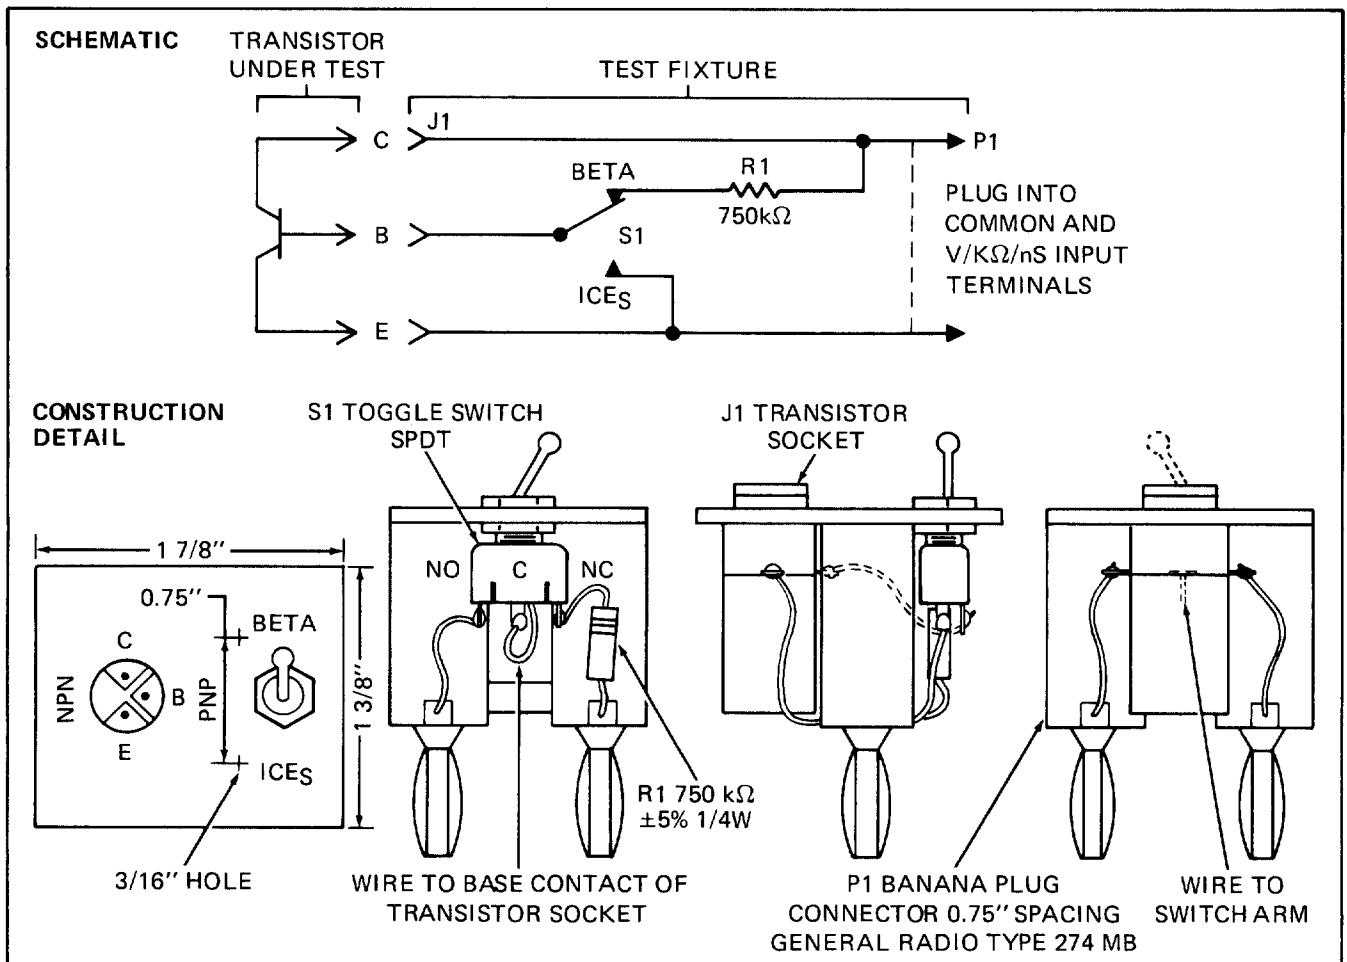 SCHEMATIC
TRANSISTOR
UNDER TEST
TEST FIXTURE
C
J1
P1
BETA
R1
750kΩ
B
S1
ICES
E
PLUG INTO
COMMON AND
V/KΩ/nS INPUT
TERMINALS
CONSTRUCTION
DETAIL
S1 TOGGLE SWITCH
SPDT
J1 TRANSISTOR
SOCKET
1 7/8"
0.75"
BETA
C
NPN
B
PNP
E
ICES
1 3/8"
3/16" HOLE
NO
C
NC
R1 750 kΩ
±5% 1/4W
WIRE TO BASE CONTACT OF
TRANSISTOR SOCKET
P1 BANANA PLUG
CONNECTOR 0.75" SPACING
GENERAL RADIO TYPE 274 MB
WIRE TO
SWITCH ARM